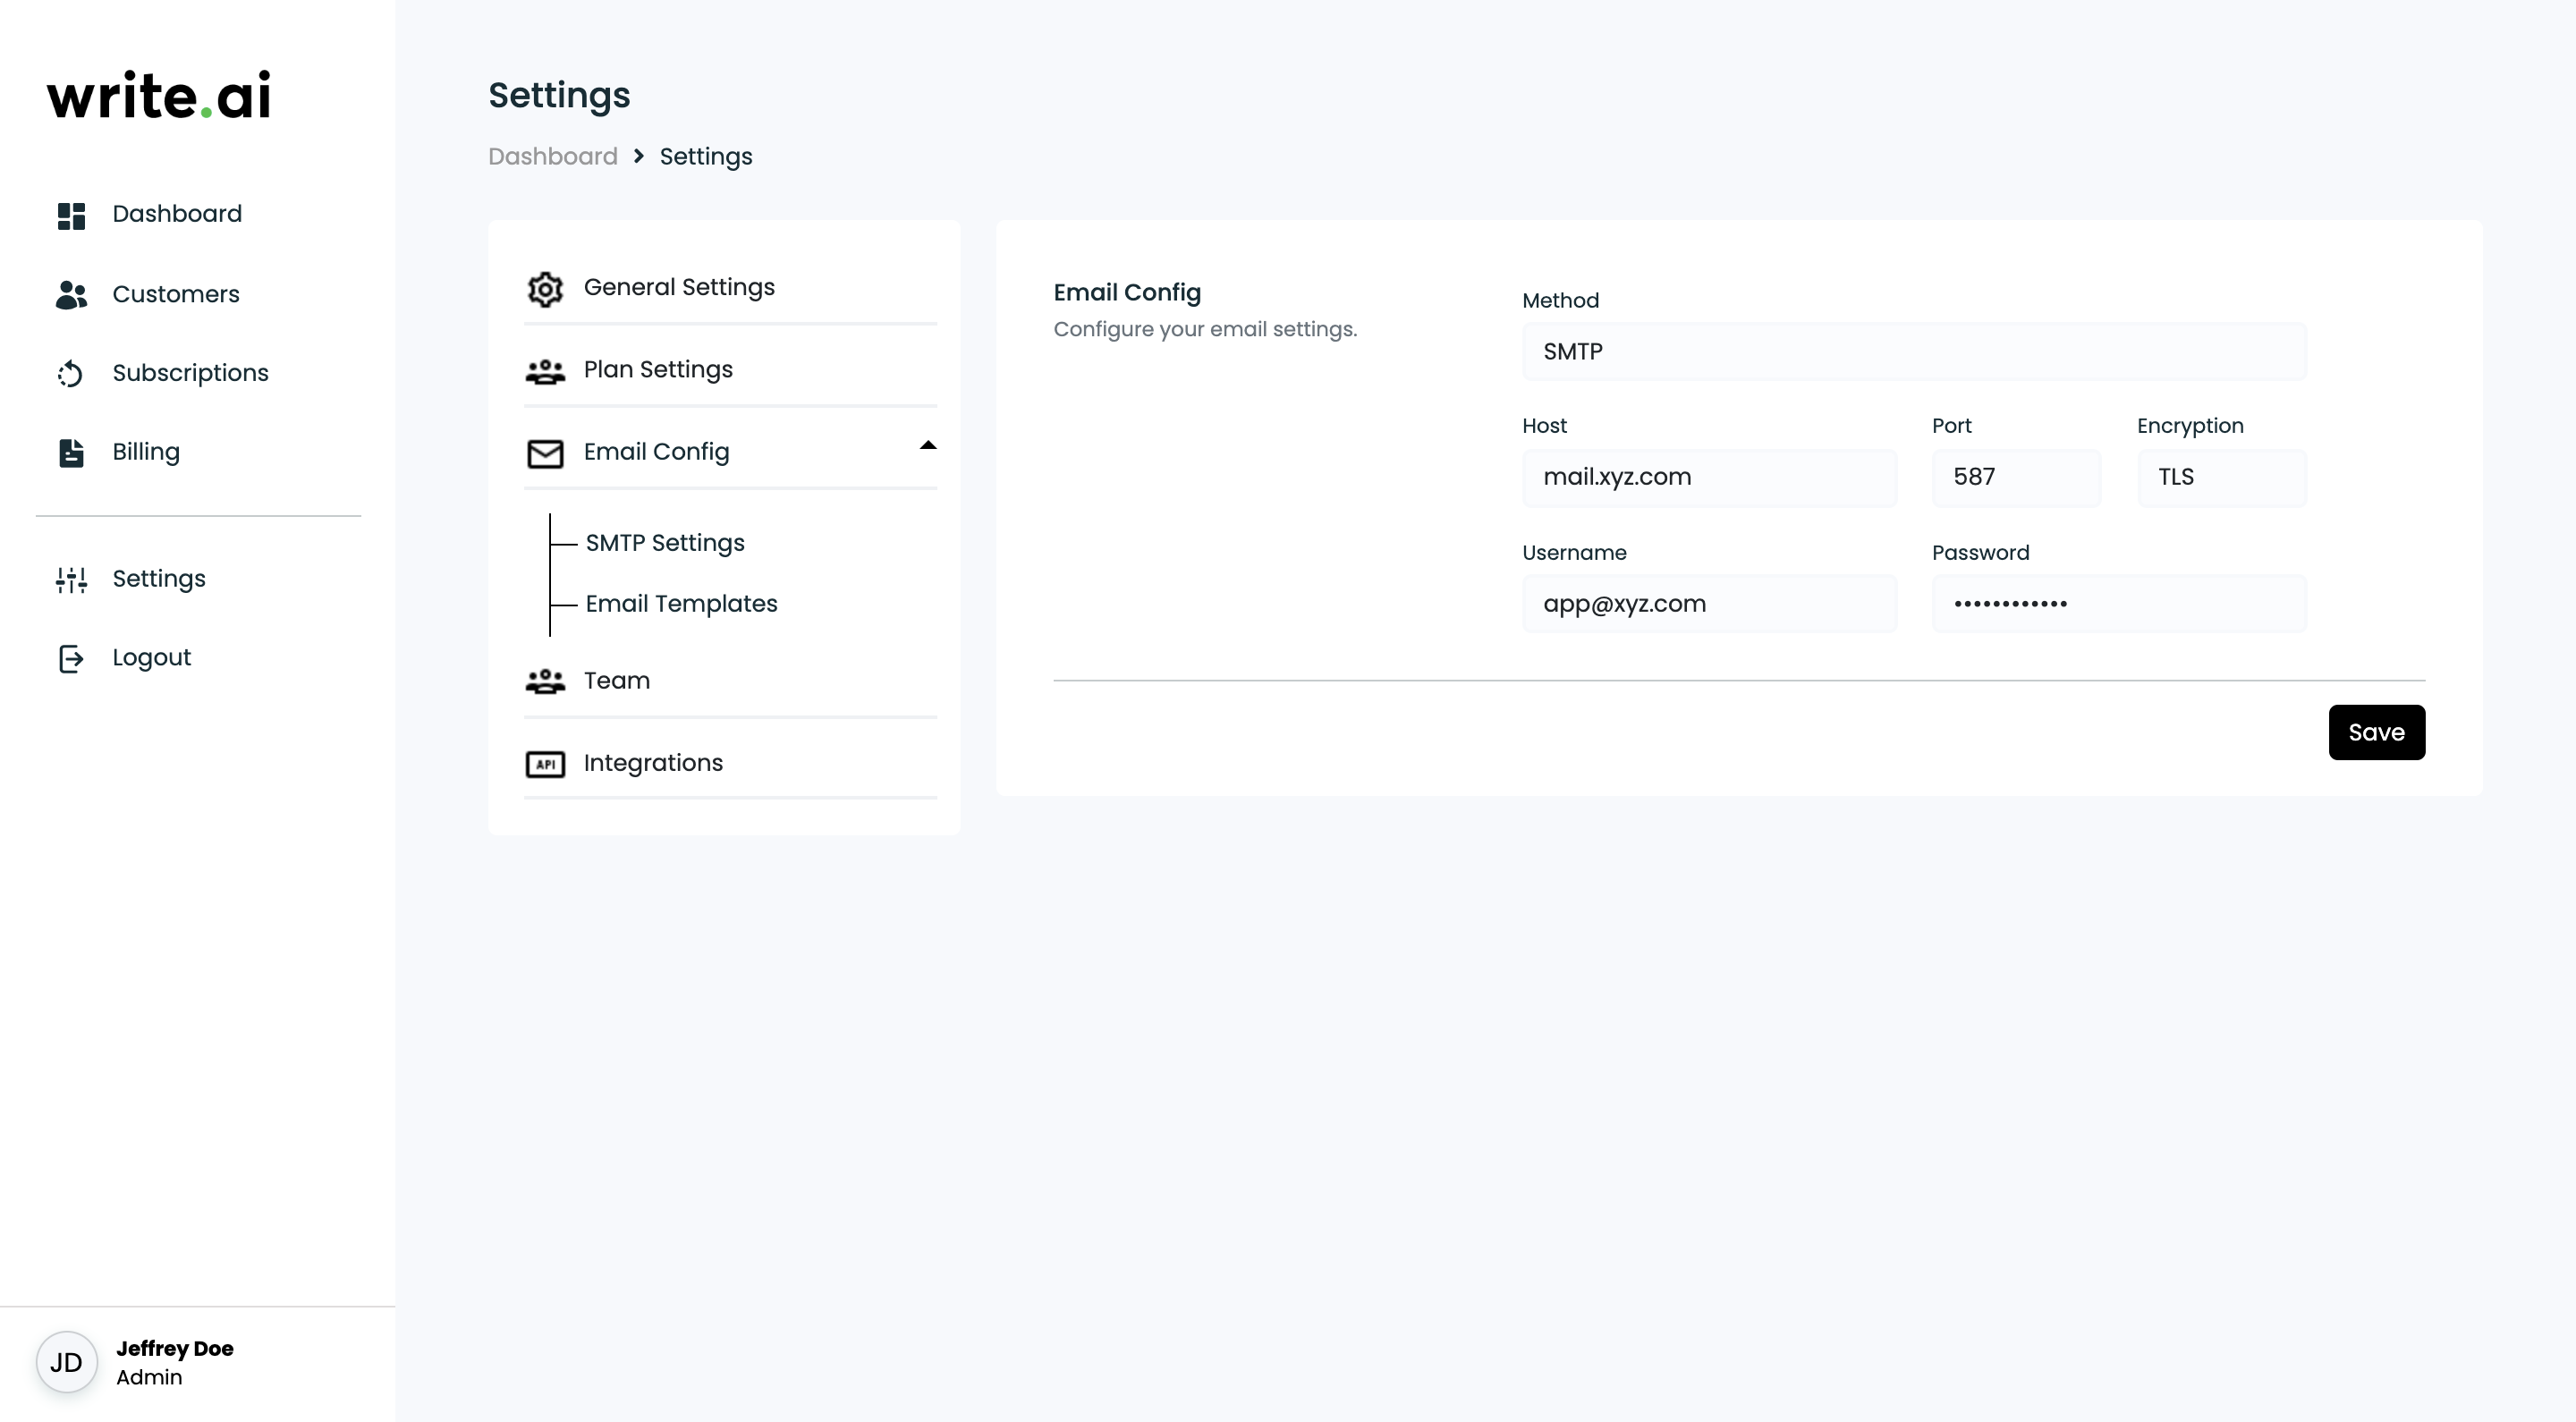 write.ai
Dashboard
Customers
Subscriptions
Billing
Settings
Logout
JD
Jeffrey Doe
Admin
Settings
Dashboard > Settings
General Settings
Plan Settings
Email Config
SMTP Settings
Email Templates
Team
API Integrations
Email Config
Configure your email settings.
Method
SMTP
Host Port Encryption
mail.xyz.com 587 TLS
Username Password
app@xyz.com ••••••••••••
Save